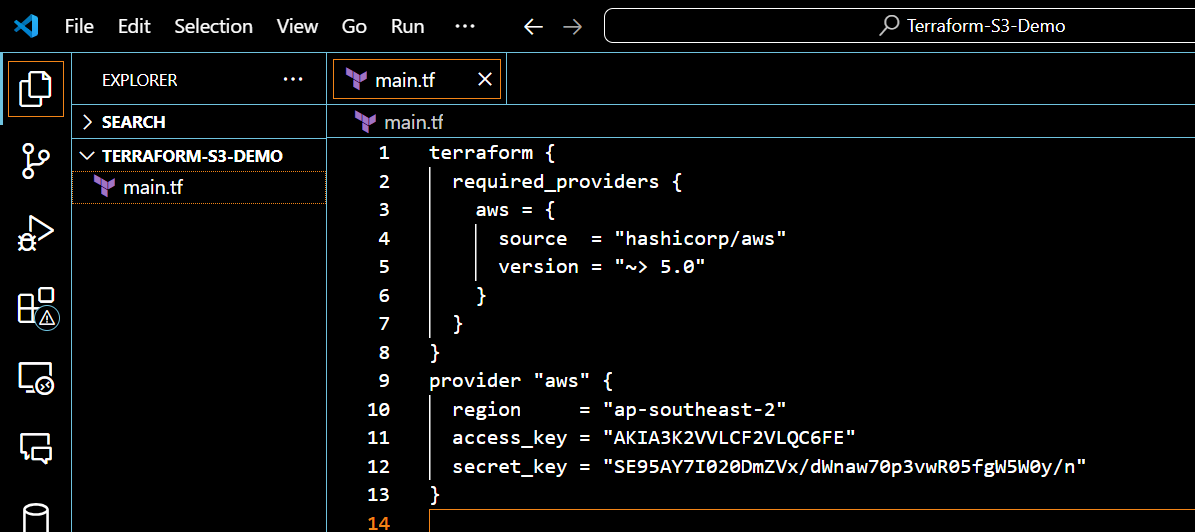 File Edit Selection View Go Run ··· Terraform-S3-Demo
EXPLORER ···
main.tf
SEARCH
main.tf
TERRAFORM-S3-DEMO
main.tf
1 terraform {
2 required_providers {
3 aws = {
4 source = "hashicorp/aws"
5 version = "~> 5.0"
6 }
7 }
8 }
9 provider "aws" {
10 region = "ap-southeast-2"
11 access_key = "AKIA3K2VVLCF2VLQC6FE"
12 secret_key = "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"
13 }
14